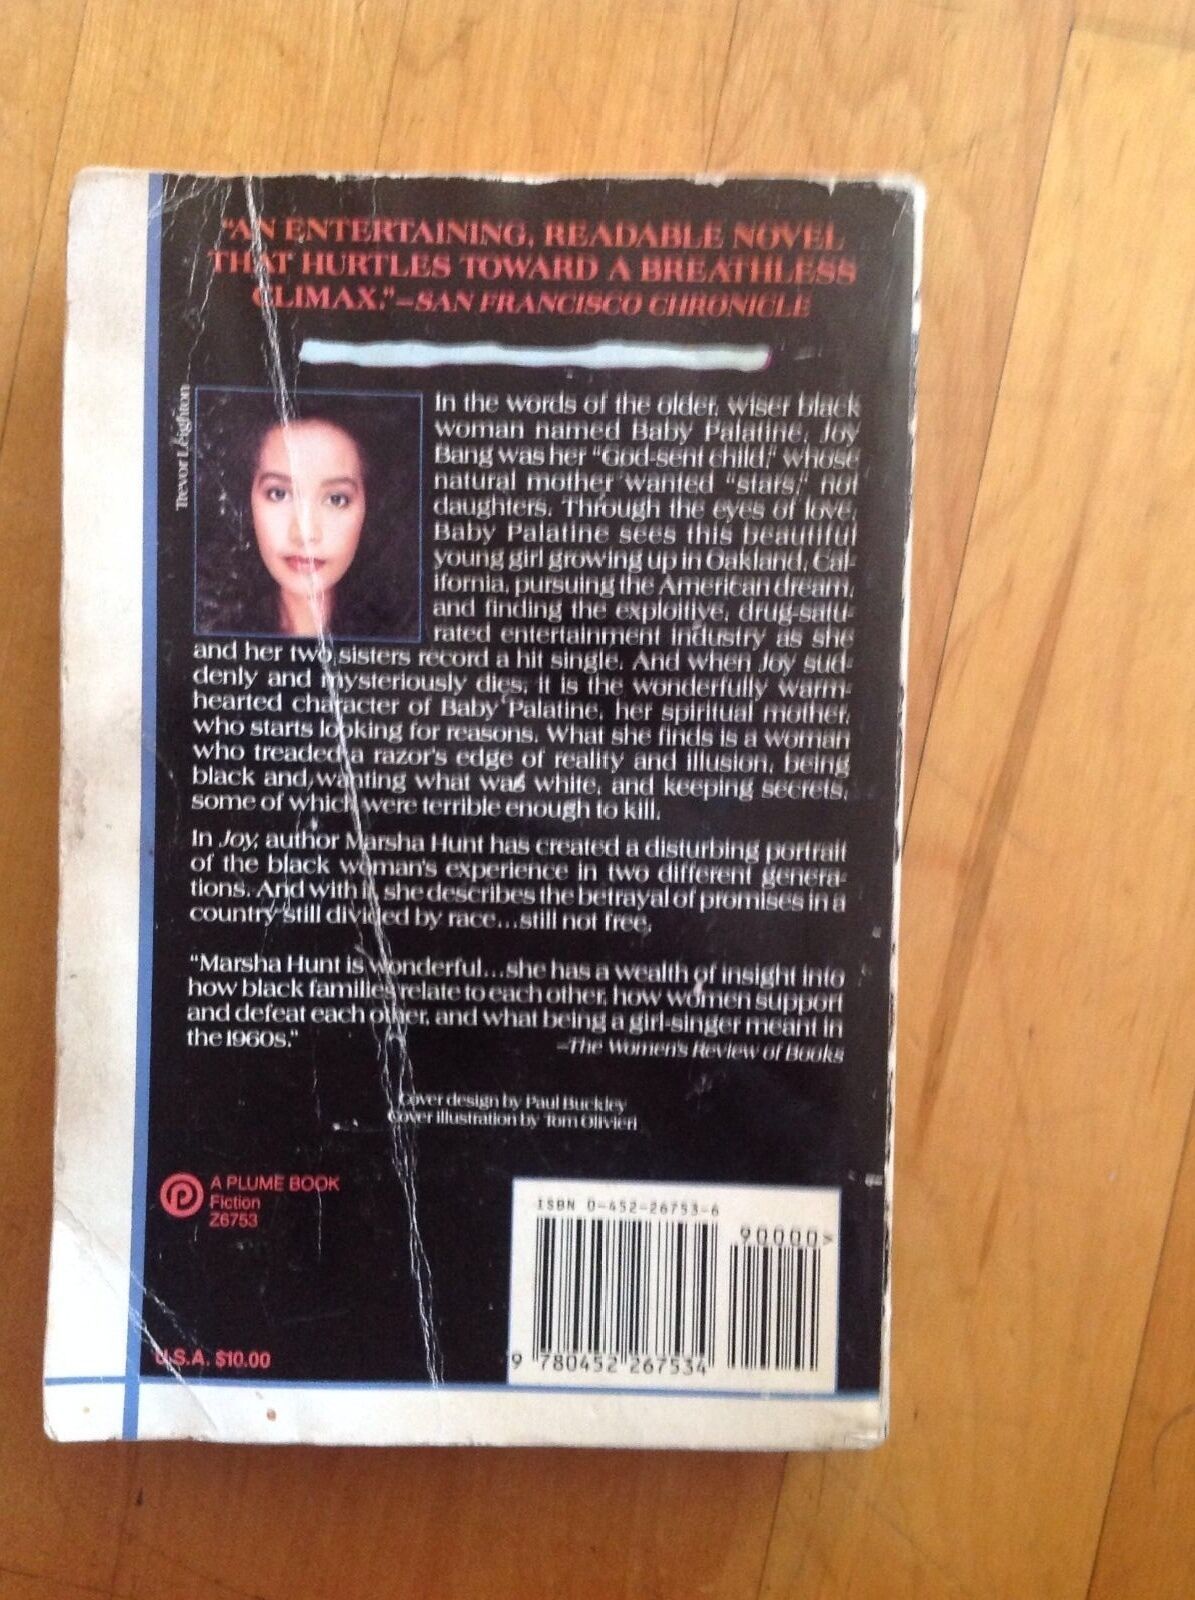 "AN ENTERTAINING, READABLE NOVEL
THAT HURTLES TOWARD A BREATHLESS
CLIMAX."—SAN FRANCISCO CHRONICLE
Trevor Leighton
In the words of the older, wiser black
woman named Baby Palatine, Joy
Bang was her "God-sent child," whose
natural mother wanted "stars," not
daughters. Through the eyes of love,
Baby Palatine sees this beautiful
young girl growing up in Oakland, Cal-
ifornia, pursuing the American dream,
and finding the exploitive, drug-satu-
rated entertainment industry as she
and her two sisters record a hit single. And when Joy sud-
denly and mysteriously dies, it is the wonderfully warm-
hearted character of Baby Palatine, her spiritual mother,
who starts looking for reasons. What she finds is a woman
who treaded a razor's edge of reality and illusion, being
black and wanting what was white, and keeping secrets,
some of which were terrible enough to kill.
In Joy, author Marsha Hunt has created a disturbing portrait
of the black woman's experience in two different genera-
tions. And with it, she describes the betrayal of promises in a
country still divided by race...still not free.
"Marsha Hunt is wonderful...she has a wealth of insight into
how black families relate to each other, how women support
and defeat each other, and what being a girl-singer meant in
the 1960s."
—The Women's Review of Books
Cover design by Paul Buckley
Cover illustration by Tom Olivieri
A PLUME BOOK
Fiction
Z6753
ISBN 0-452-26753-6
90000>
9 780452 267534
U.S.A. $10.00